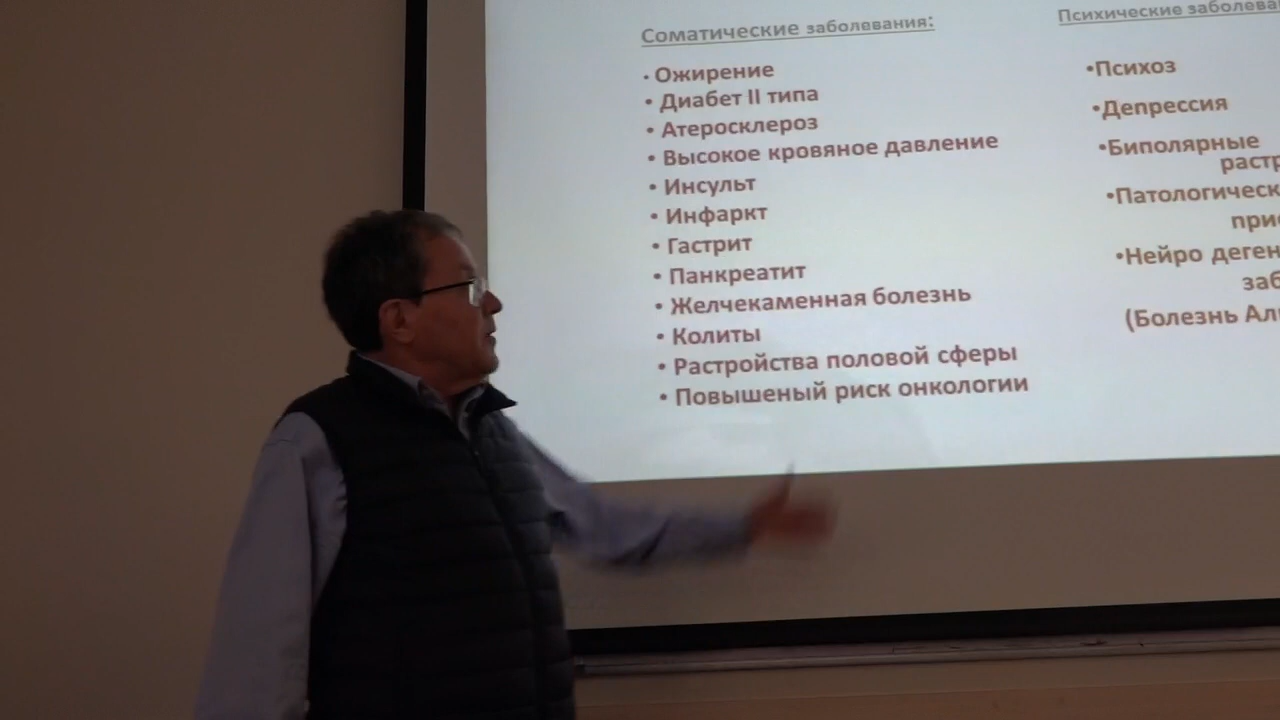 Соматические заболевания:
• Ожирение
• Диабет II типа
• Атеросклероз
• Высокое кровяное давление
• Инсульт
• Инфаркт
• Гастрит
• Панкреатит
• Желчекаменная болезнь
• Колиты
• Растройства половой сферы
• Повышеный риск онкологии
Психические заболева
•Психоз
•Депрессия
•Биполярные
растр
•Патологическ
при
•Нейро деген
заб
(Болезнь Ал